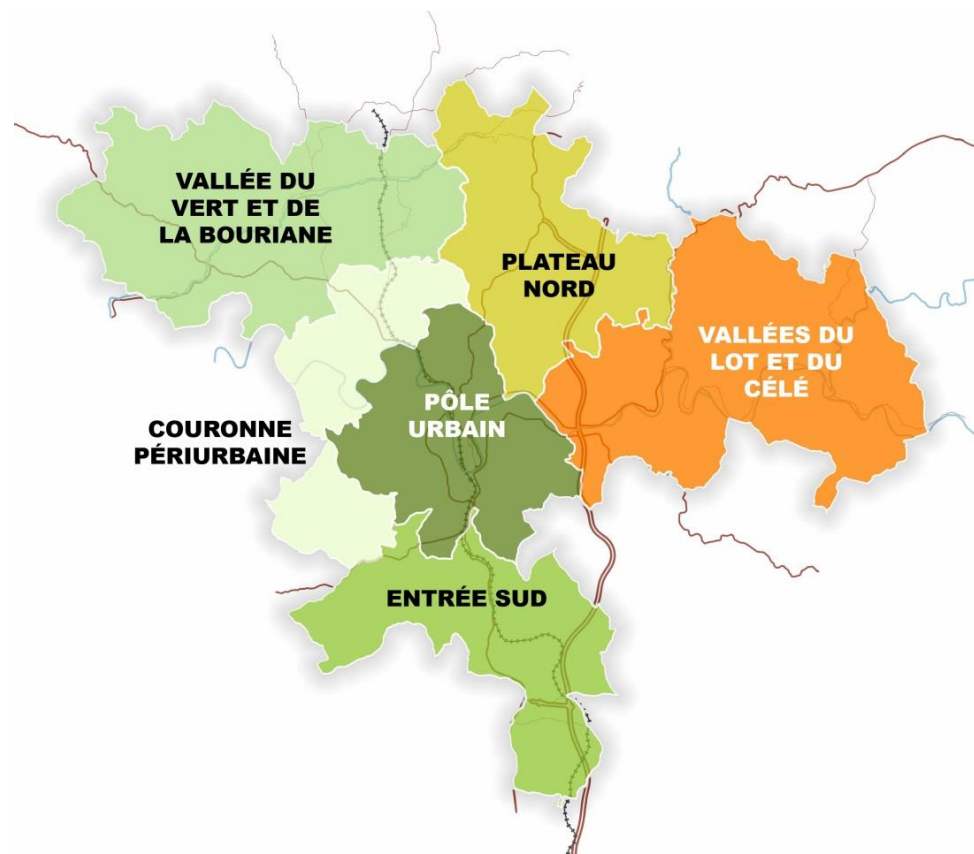 VALLÉE DU
VERT ET DE
LA BOURIANE
PLATEAU
NORD
VALLÉES DU
LOT ET DU
CÉLÉ
PÔLE
URBAIN
COURONNE
PÉRIURBAINE
ENTRÉE SUD